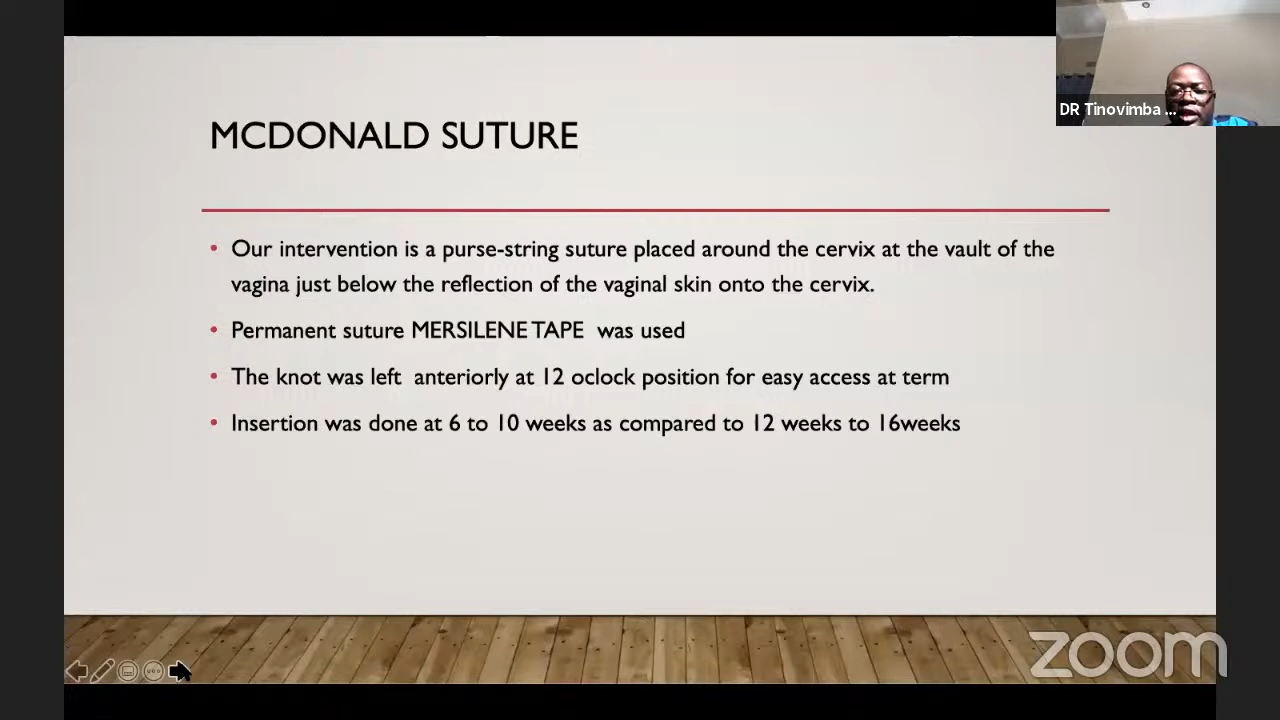 DR Tinovimba ...
MCDONALD SUTURE
• Our intervention is a purse-string suture placed around the cervix at the vault of the
vagina just below the reflection of the vaginal skin onto the cervix.
• Permanent suture MERSILENE TAPE  was used
• The knot was left  anteriorly at 12 oclock position for easy access at term
• Insertion was done at 6 to 10 weeks as compared to 12 weeks to 16weeks
zoom